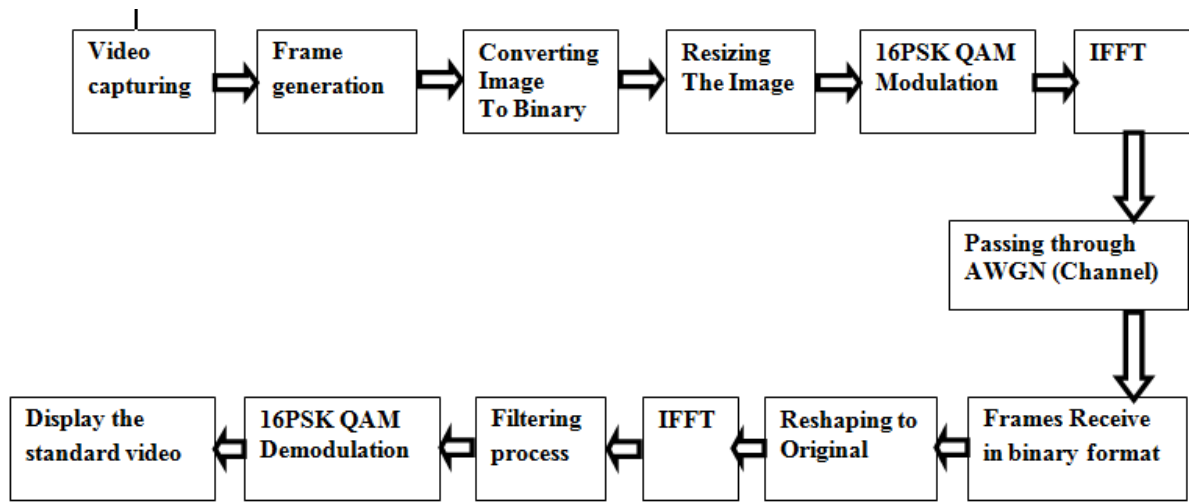 Video
capturing
Frame
generation
Converting
Image
To Binary
Resizing
The Image
16PSK QAM
Modulation
IFFT
Passing through
AWGN (Channel)
Frames Receive
in binary format
Reshaping to
Original
IFFT
Filtering
process
16PSK QAM
Demodulation
Display the
standard video